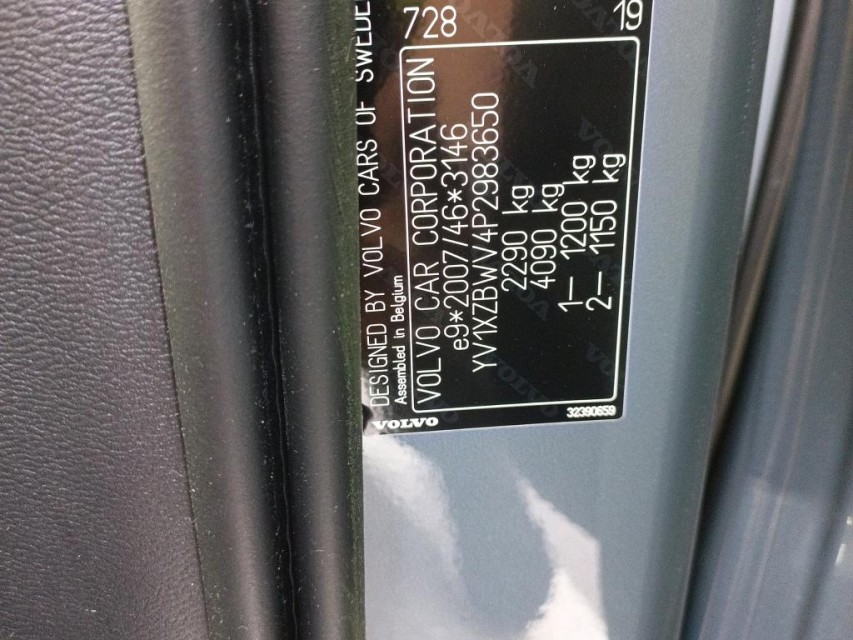 728
19
DESIGNED BY VOLVO CARS OF SWEDE
Assembled in Belgium
VOLVO CAR CORPORATION
e9*2007/46*3146
YV1XZBWV4P2983650
2290 kg
4090 kg
1– 1200 kg
2– 1150 kg
VOLVO
32390659